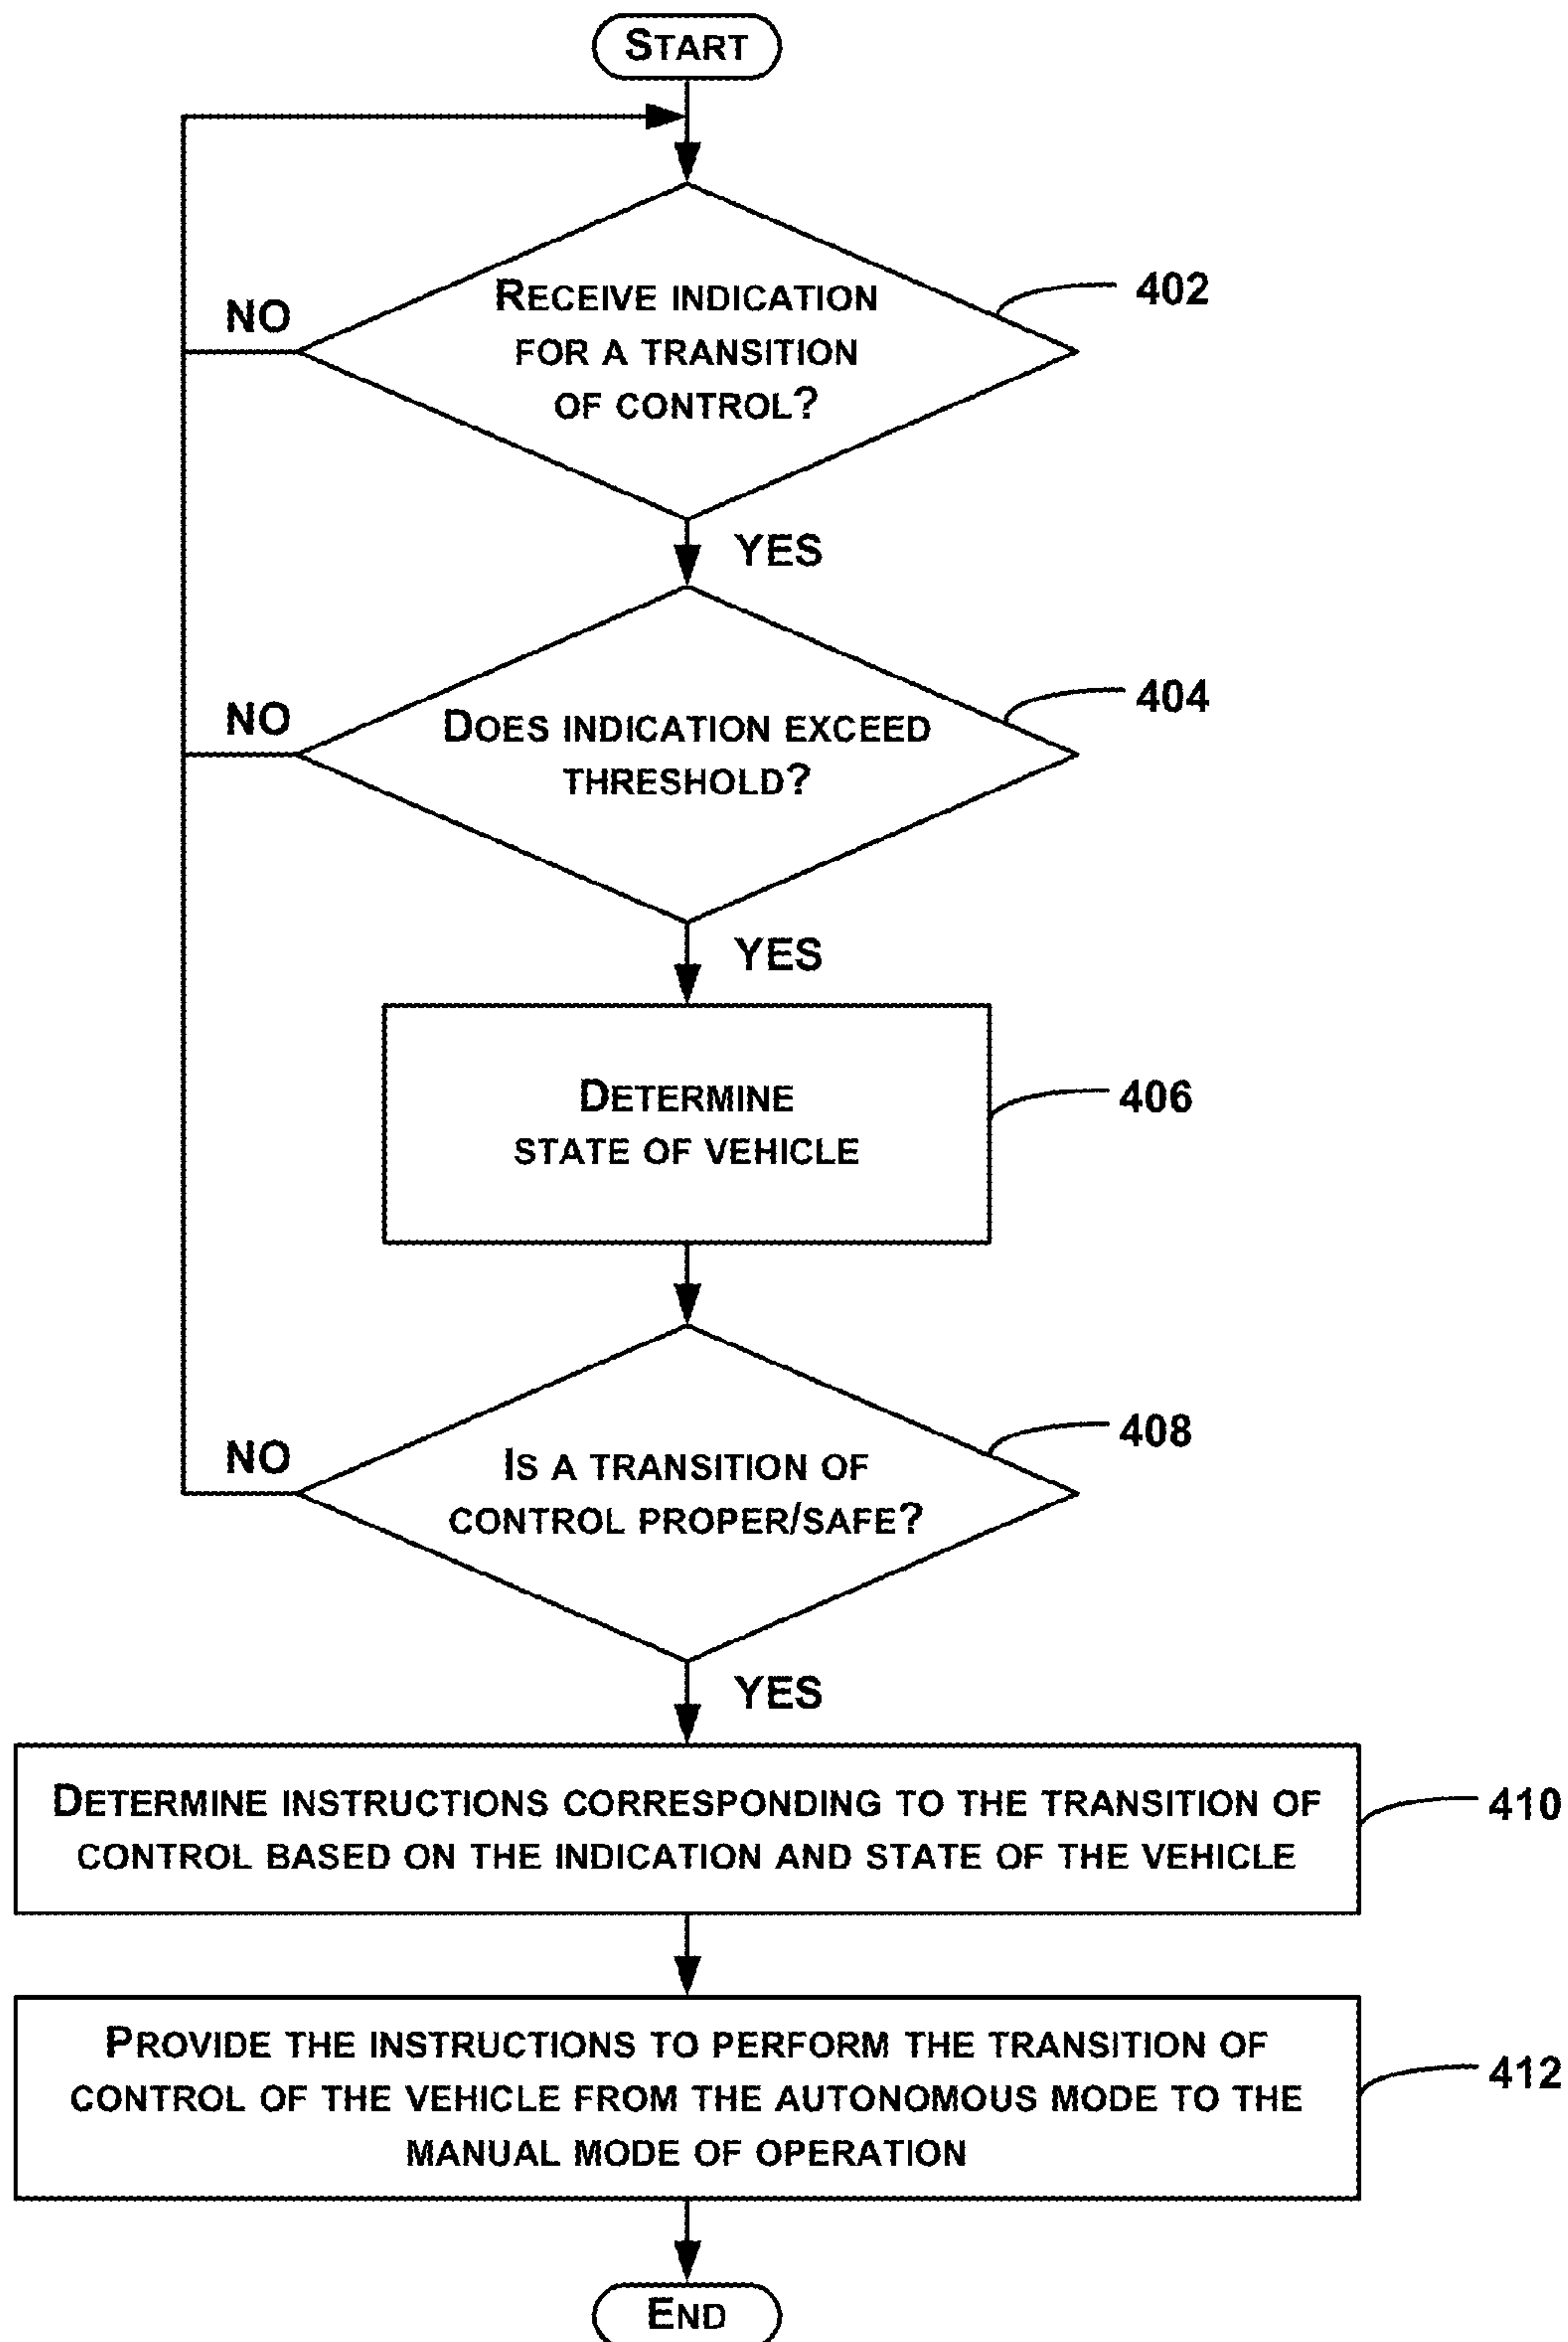 START
RECEIVE INDICATION
FOR A TRANSITION
OF CONTROL?
402
NO
YES
DOES INDICATION EXCEED
THRESHOLD?
404
NO
YES
DETERMINE
STATE OF VEHICLE
406
IS A TRANSITION OF
CONTROL PROPER/SAFE?
408
NO
YES
DETERMINE INSTRUCTIONS CORRESPONDING TO THE TRANSITION OF
CONTROL BASED ON THE INDICATION AND STATE OF THE VEHICLE
410
PROVIDE THE INSTRUCTIONS TO PERFORM THE TRANSITION OF
CONTROL OF THE VEHICLE FROM THE AUTONOMOUS MODE TO THE
MANUAL MODE OF OPERATION
412
END